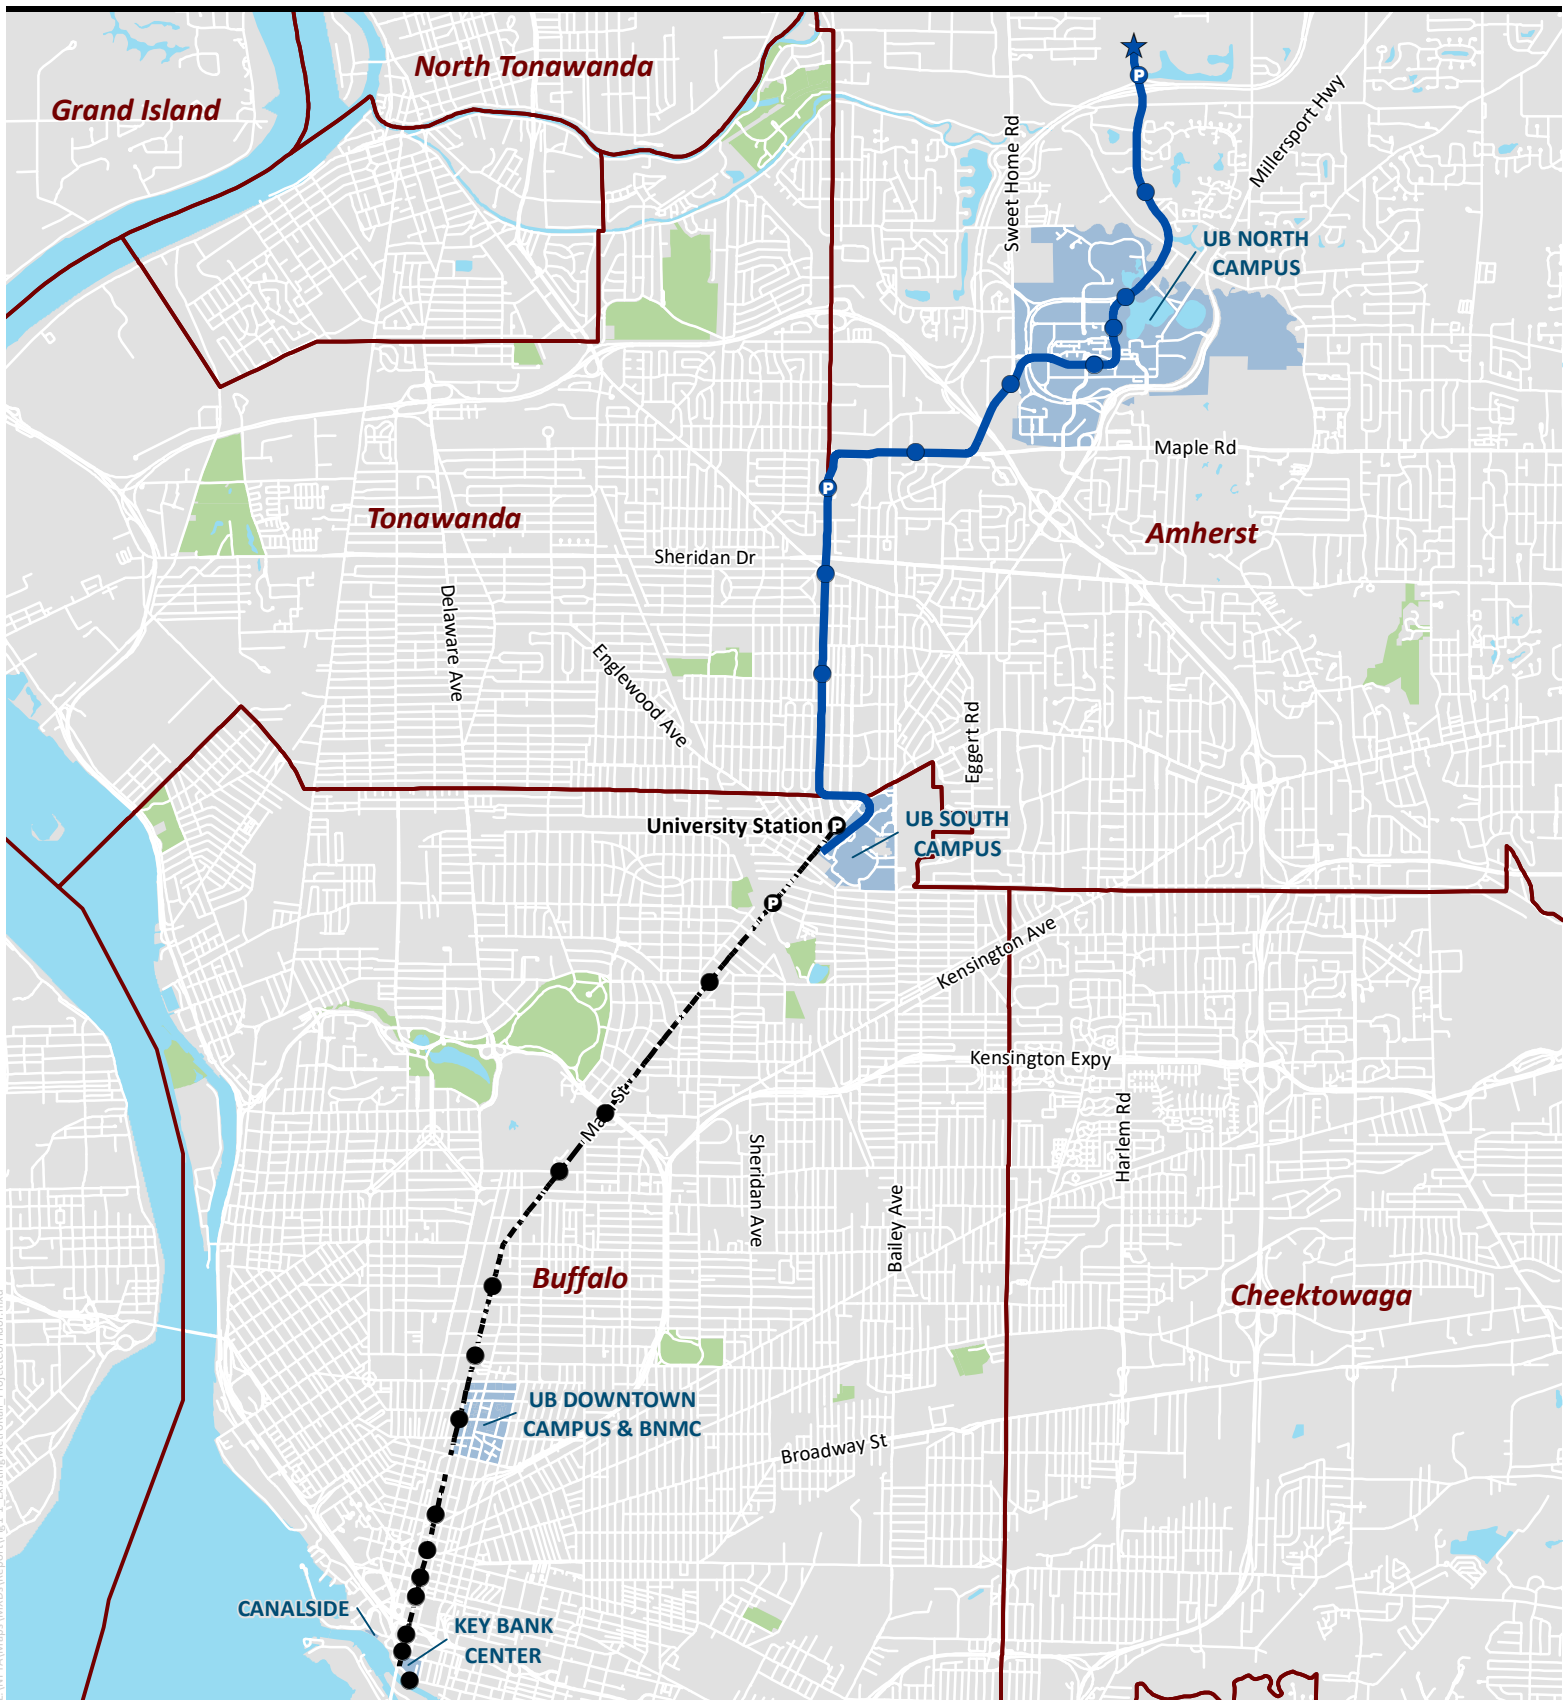 North Tonawanda
Grand Island
P
Millersport Hwy
Sweet Home Rd
UB NORTH
CAMPUS
Maple Rd
P
Tonawanda
Amherst
Sheridan Dr
Delaware Ave
Englewood Ave
Eggert Rd
University Station
P
UB SOUTH
CAMPUS
P
Kensington Ave
Kensington Expy
Harlem Rd
Sheridan Ave
Bailey Ave
Buffalo
Cheektowaga
UB DOWNTOWN
CAMPUS & BNMC
Broadway St
CANALSIDE
KEY BANK
CENTER